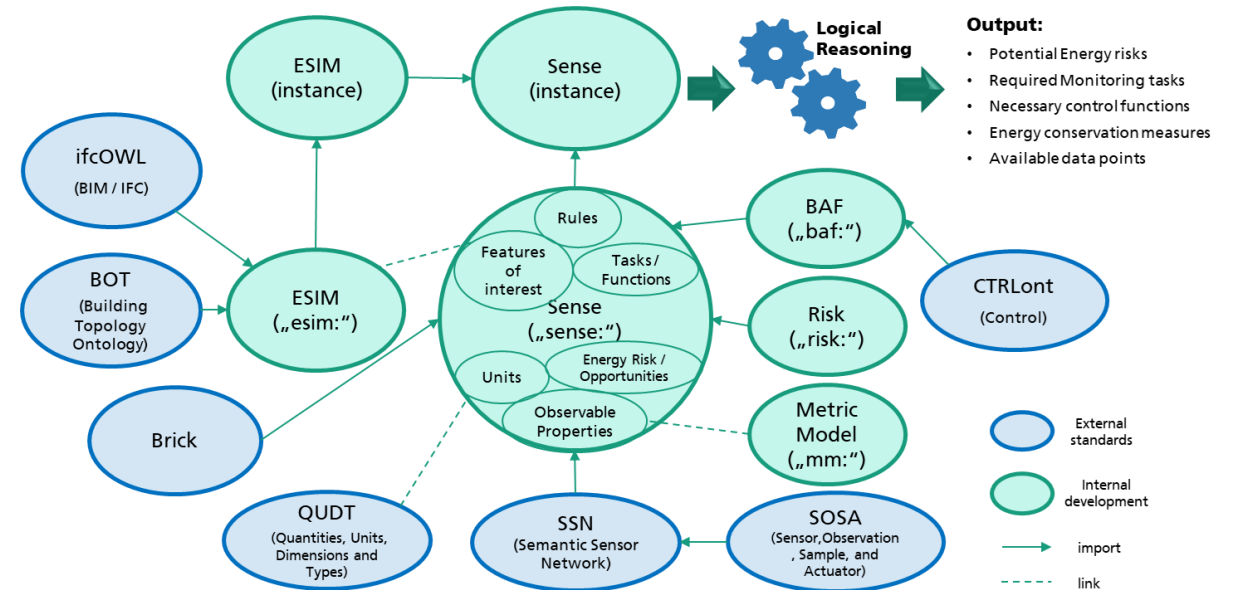 ESIM
(instance)
Sense
(instance)
Logical
Reasoning
Output:
• Potential Energy risks
• Required Monitoring tasks
• Necessary control functions
• Energy conservation measures
• Available data points
ifcOWL
(BIM / IFC)
BOT
(Building
Topology
Ontology)
ESIM
(„esim:“)
Brick
Rules
Features
of
interest
Tasks /
Functions
Sense
(„sense:“)
Energy Risk /
Opportunities
Units
Observable
Properties
BAF
(„baf:“)
Risk
(„risk:“)
Metric
Model
(„mm:“)
CTRLont
(Control)
QUDT
(Quantities, Units,
Dimensions and
Types)
SSN
(Semantic Sensor
Network)
SOSA
(Sensor,Observation
, Sample, and
Actuator)
External
standards
Internal
development
import
link